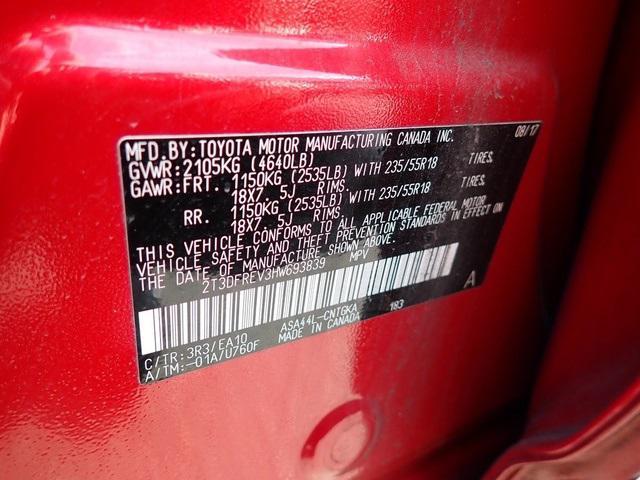 MFD.BY:TOYOTA MOTOR MANUFACTURING CANADA INC. 08/17
GVWR:2105KG (4640LB)
GAWR:FRT. 1150KG (2535LB) WITH 235/55R18 TIRES,
18X7.5J RIMS.
RR. 1150KG (2535LB) WITH 235/55R18 TIRES,
18X7.5J RIMS.
THIS VEHICLE CONFORMS TO ALL APPLICABLE FEDERAL MOTOR
VEHICLE SAFETY AND THEFT PREVENTION STANDARDS IN EFFECT ON
THE DATE OF MANUFACTURE SHOWN ABOVE.
2T3DFREV3HW693839 MPV
A
C/TR:3R3/EA10 ASA44L-CNTGKA 183
A/TM:-01A/U760F MADE IN CANADA